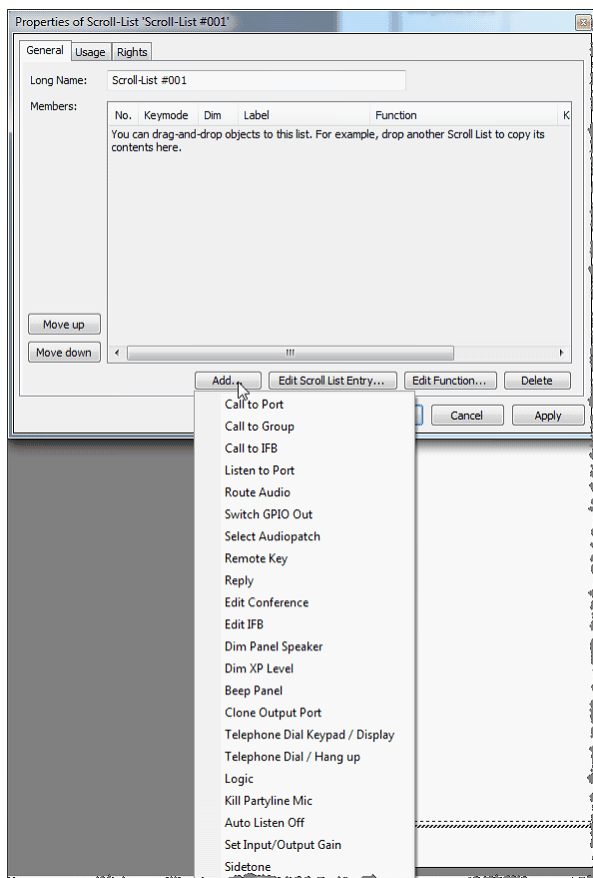 Properties of Scroll-List 'Scroll-List #001'
General Usage Rights
Long Name: Scroll-List #001
Members:
No. Keymode Dim Label Function K
You can drag-and-drop objects to this list. For example, drop another Scroll List to copy its
contents here.
Move up
Move down
Add... Edit Scroll List Entry... Edit Function... Delete
Cancel Apply
Call to Port
Call to Group
Call to IFB
Listen to Port
Route Audio
Switch GPIO Out
Select Audiopatch
Remote Key
Reply
Edit Conference
Edit IFB
Dim Panel Speaker
Dim XP Level
Beep Panel
Clone Output Port
Telephone Dial Keypad / Display
Telephone Dial / Hang up
Logic
Kill Partyline Mic
Auto Listen Off
Set Input/Output Gain
Sidetone